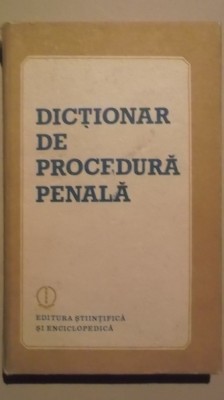 DICȚIONAR
DE
PROCEDURĂ
PENALĂ
EDITURA ȘTIINȚIFICĂ
ȘI ENCICLOPEDICĂ